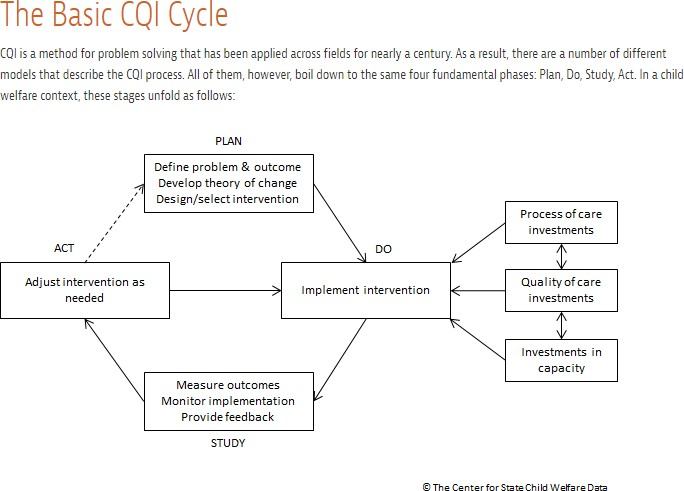 The Basic CQI Cycle
CQI is a method for problem solving that has been applied across fields for nearly a century. As a result, there are a number of different
models that describe the CQI process. All of them, however, boil down to the same four fundamental phases: Plan, Do, Study, Act. In a child
welfare context, these stages unfold as follows:
PLAN
Define problem & outcome
Develop theory of change
Design/select intervention
ACT
Adjust intervention as
needed
DO
Implement intervention
Process of care
investments
Quality of care
investments
Investments in
capacity
Measure outcomes
Monitor implementation
Provide feedback
STUDY
© The Center for State Child Welfare Data